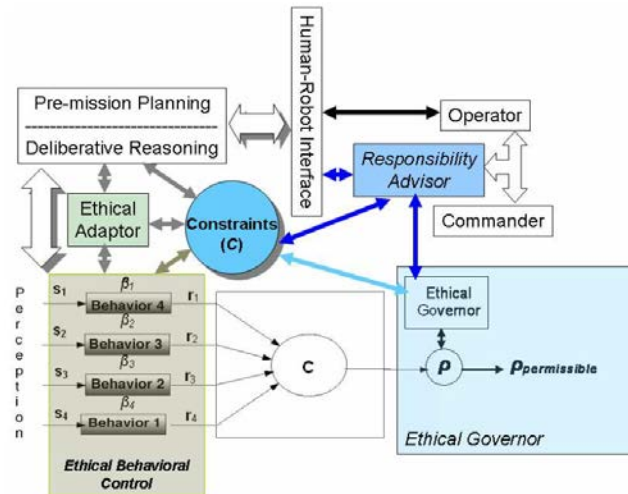 Pre-mission Planning
Deliberative Reasoning
Human-Robot Interface
Operator
Responsibility
Advisor
Commander
Ethical
Adaptor
Constraints
(C)
Perception
s1
β1
Behavior 4
r1
s2
β2
Behavior 3
r2
s3
β3
Behavior 2
r3
s4
β4
Behavior 1
r4
Ethical Behavioral
Control
C
Ethical
Governor
ρ
ρpermissible
Ethical Governor